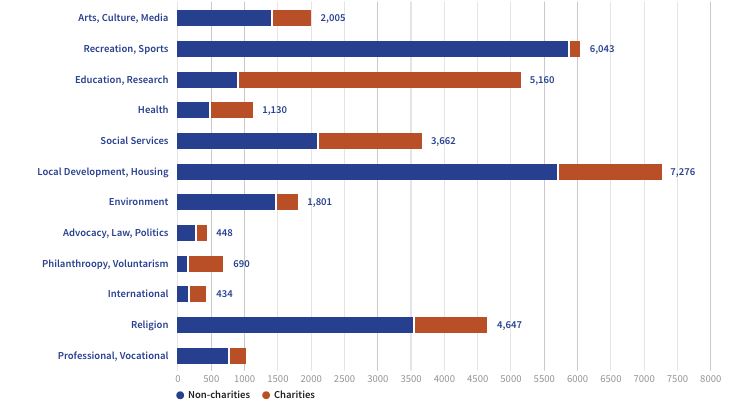 Arts, Culture, Media 2,005
Recreation, Sports 6,043
Education, Research 5,160
Health 1,130
Social Services 3,662
Local Development, Housing 7,276
Environment 1,801
Advocacy, Law, Politics 448
Philanthroopy, Voluntarism 690
International 434
Religion 4,647
Professional, Vocational
0 500 1000 1500 2000 2500 3000 3500 4000 4500 5000 5500 6000 6500 7000 7500 8000
Non-charities Charities